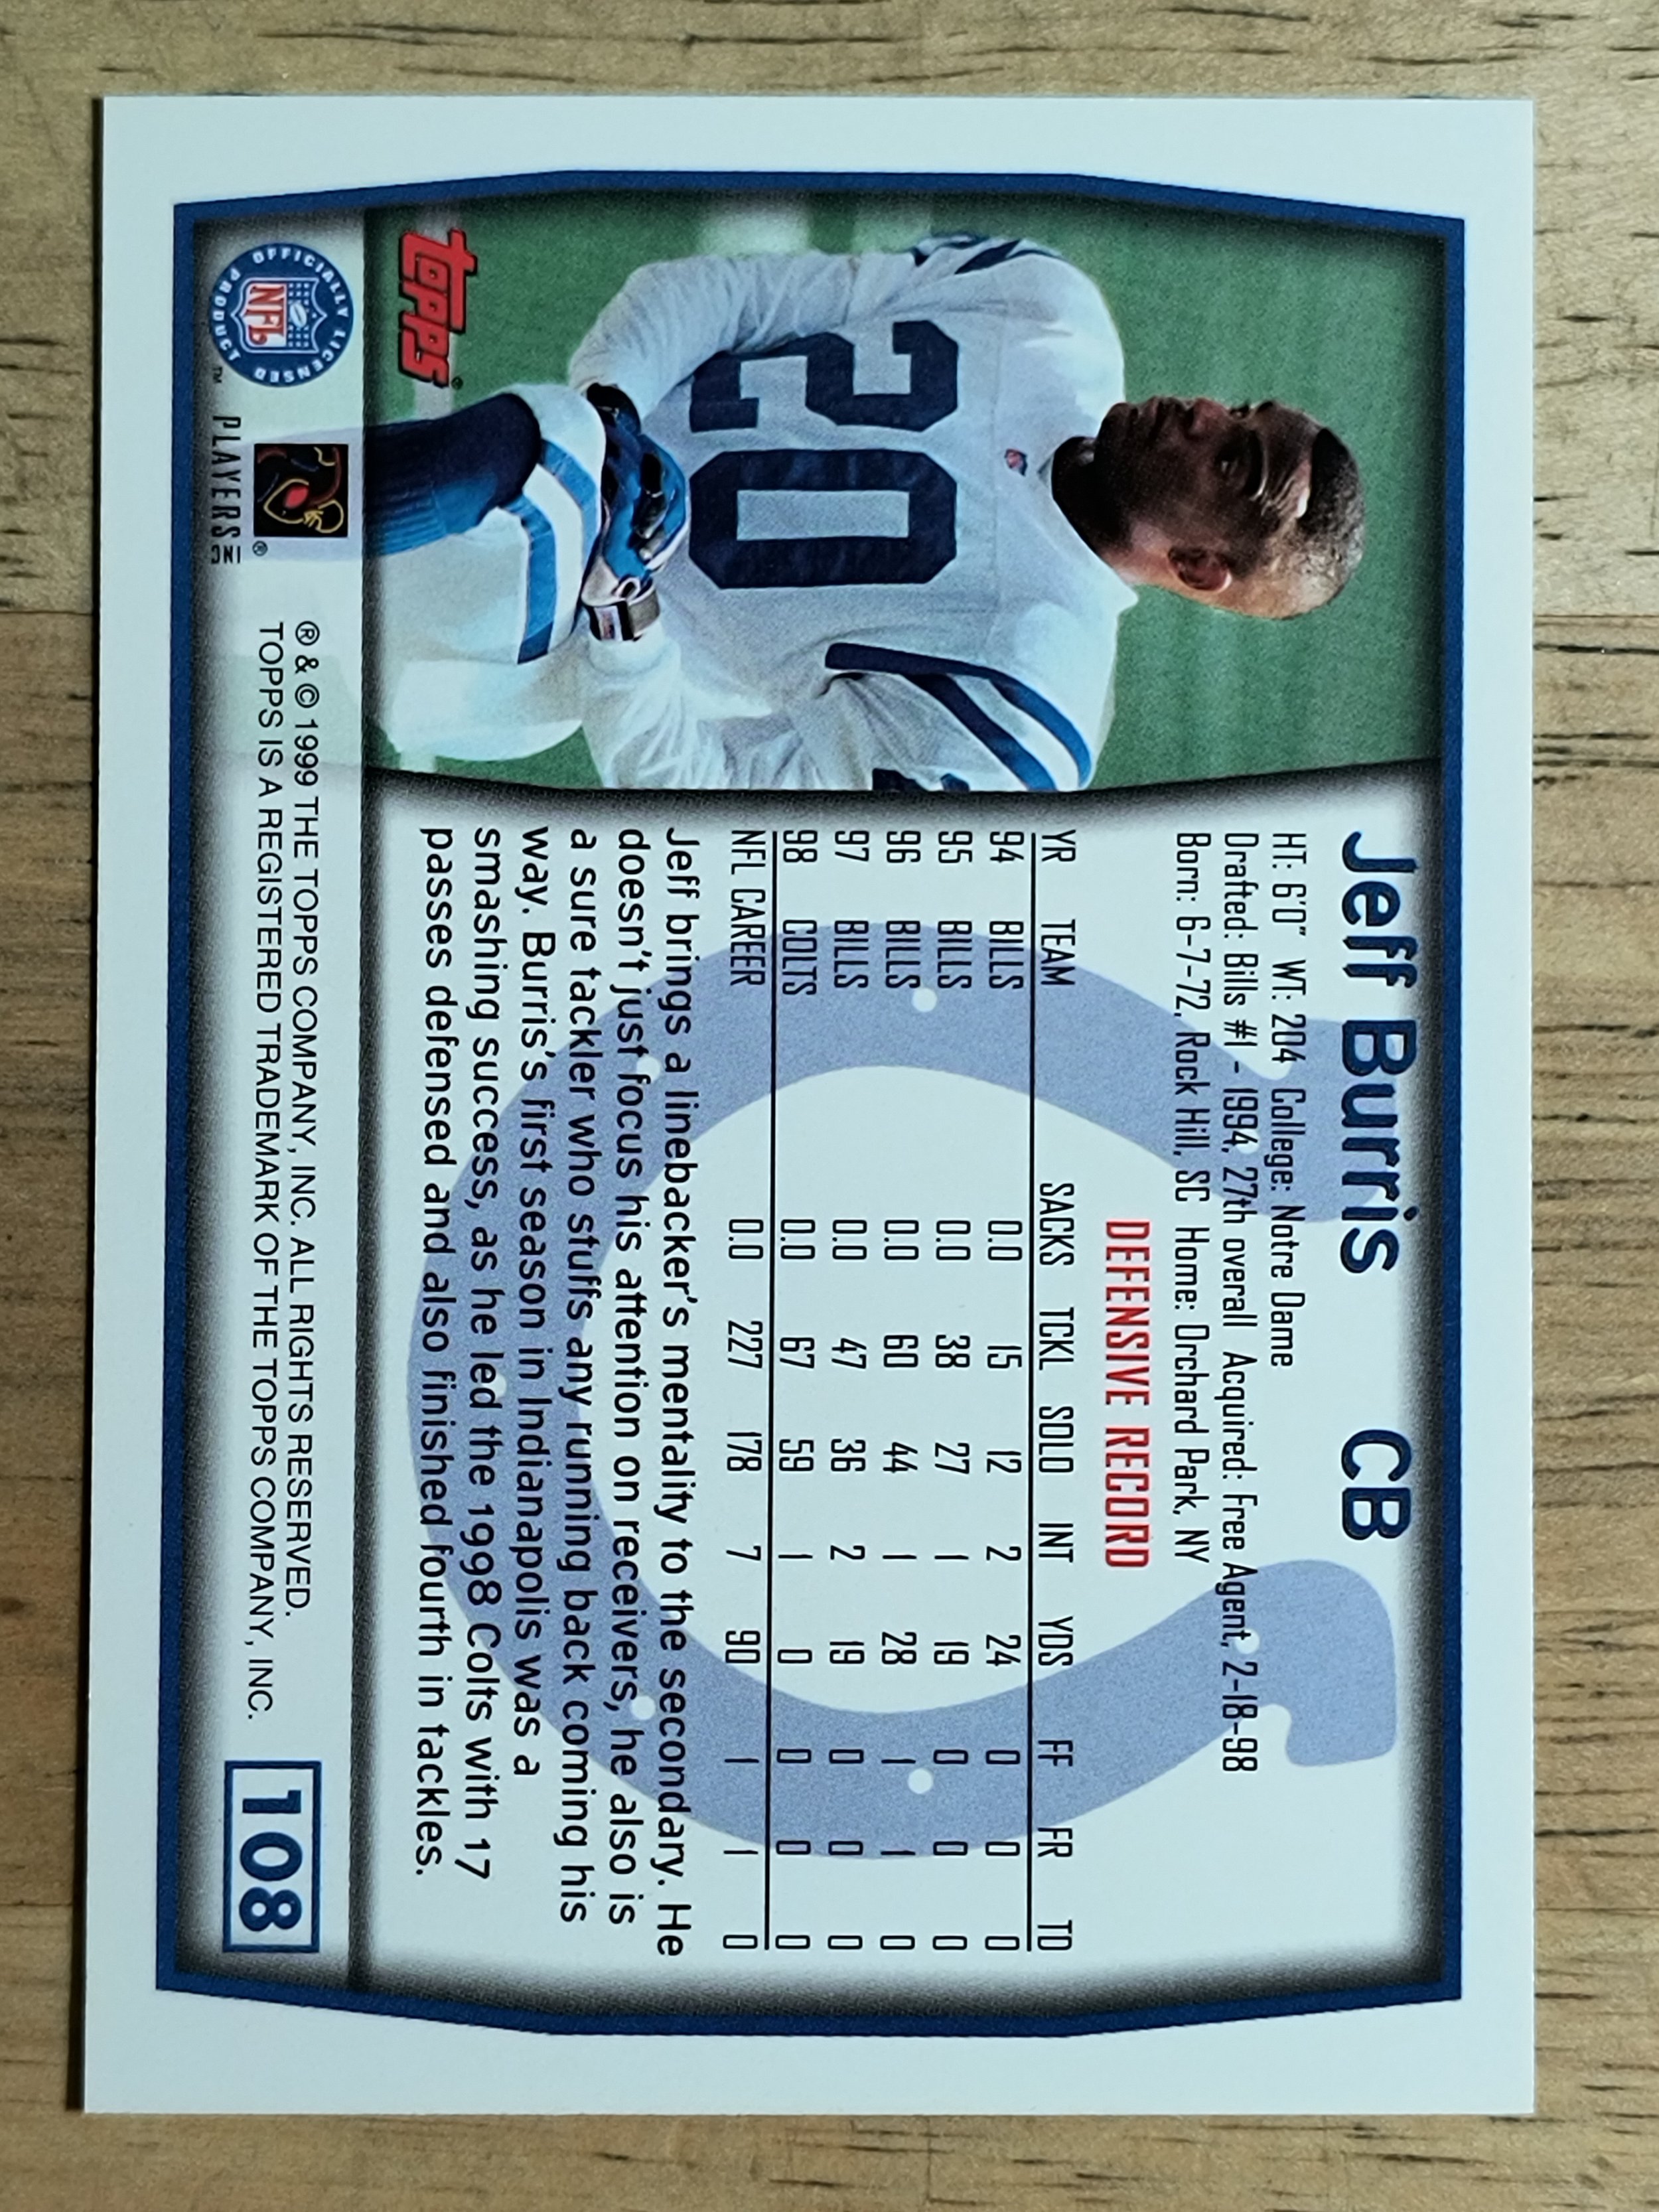 Jeff Burris CB
HT: 6'0" WT: 204 College: Notre Dame
Drafted: Bills #1 - 1994, 27th overall Acquired: Free Agent, 2-18-98
Born: 6-7-72, Rock Hill, SC Home: Orchard Park, NY
DEFENSIVE RECORD
YR TEAM SACKS TCKL SOLO INT YDS FF FR TD
94 BILLS 0.0 15 12 2 24 0 0 0
95 BILLS 0.0 38 27 1 19 0 0 0
96 BILLS 0.0 60 44 1 28 1 1 0
97 BILLS 0.0 47 36 2 19 0 0 0
98 COLTS 0.0 67 59 1 0 0 0 0
NFL CAREER 0.0 227 178 7 90 1 1 0
Jeff brings a linebacker's mentality to the secondary. He
doesn't just focus his attention on receivers, he also is
a sure tackler who stuffs any running back coming his
way. Burris's first season in Indianapolis was a
smashing success, as he led the 1998 Colts with 17
passes defensed and also finished fourth in tackles.
20
Topps®
OFFICIALLY LICENSED PRODUCT ™
NFL
PLAYERS INC ®
® & © 1999 THE TOPPS COMPANY, INC. ALL RIGHTS RESERVED.
TOPPS IS A REGISTERED TRADEMARK OF THE TOPPS COMPANY, INC.
108